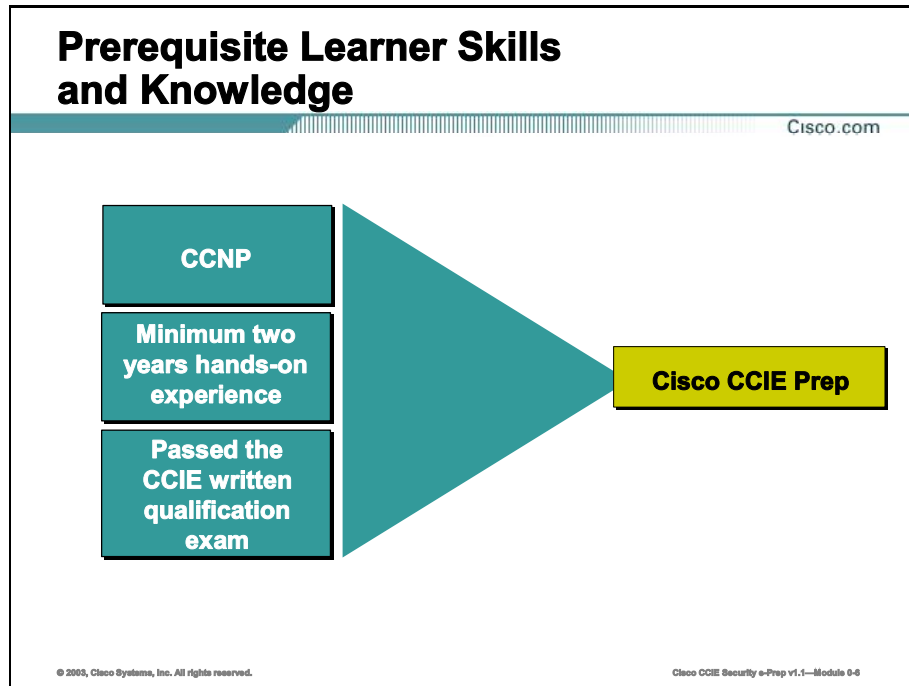 Prerequisite Learner Skills
and Knowledge
Cisco.com
CCNP
Minimum two
years hands-on
experience
Passed the
CCIE written
qualification
exam
Cisco CCIE Prep
© 2003, Cisco Systems, Inc. All rights reserved.
Cisco CCIE Security e-Prep v1.1—Module 0-6